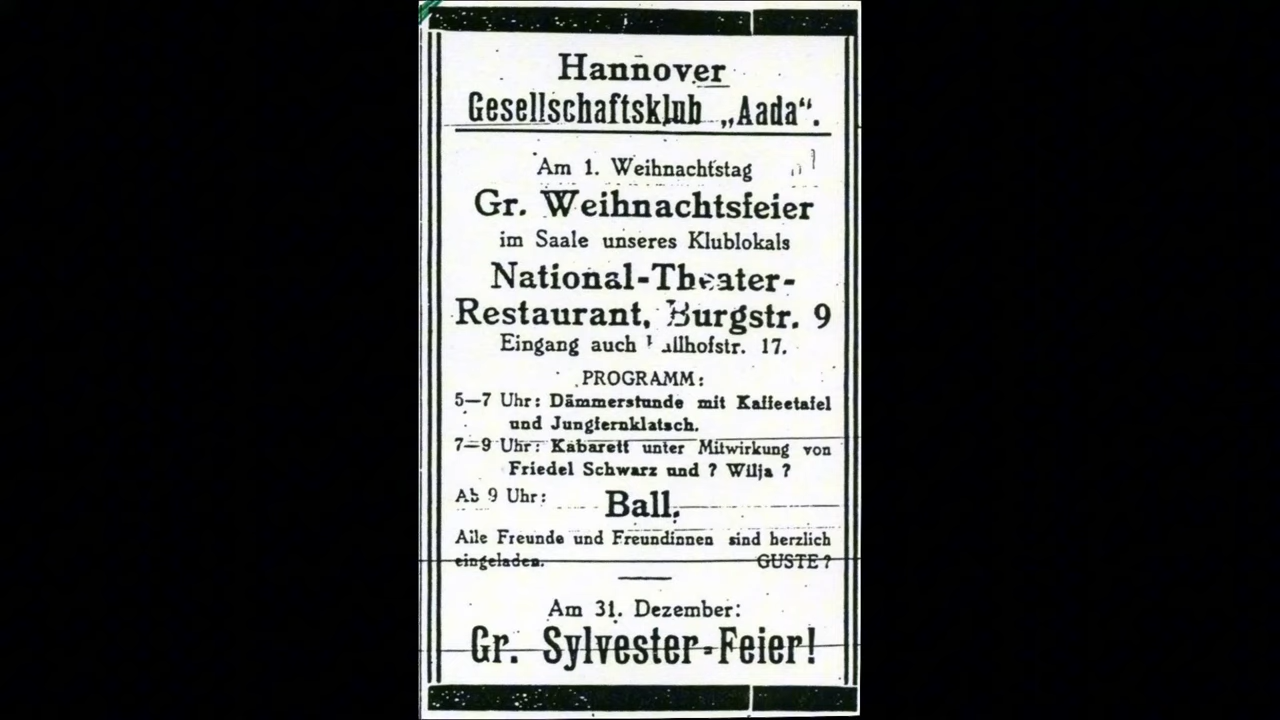 Hannover
Gesellschaftsklub „Aada“.
Am 1. Weihnachtstag
Gr. Weihnachtsfeier
im Saale unseres Klublokals
National-Theater-
Restaurant, Burgstr. 9
Eingang auch 17.
PROGRAMM:
5—7 Uhr: Dämmerstunde mit Kaffeetafel
und Jungfernklatsch.
7—9 Uhr: Kabarett unter Mitwirkung von
Friedel Schwarz und ? Wilja ?
Ab 9 Uhr: Ball.
Alle Freunde und Freundinnen sind herzlich
eingeladen. GUSTE?
Am 31. Dezember:
Gr. Sylvester-Feier!